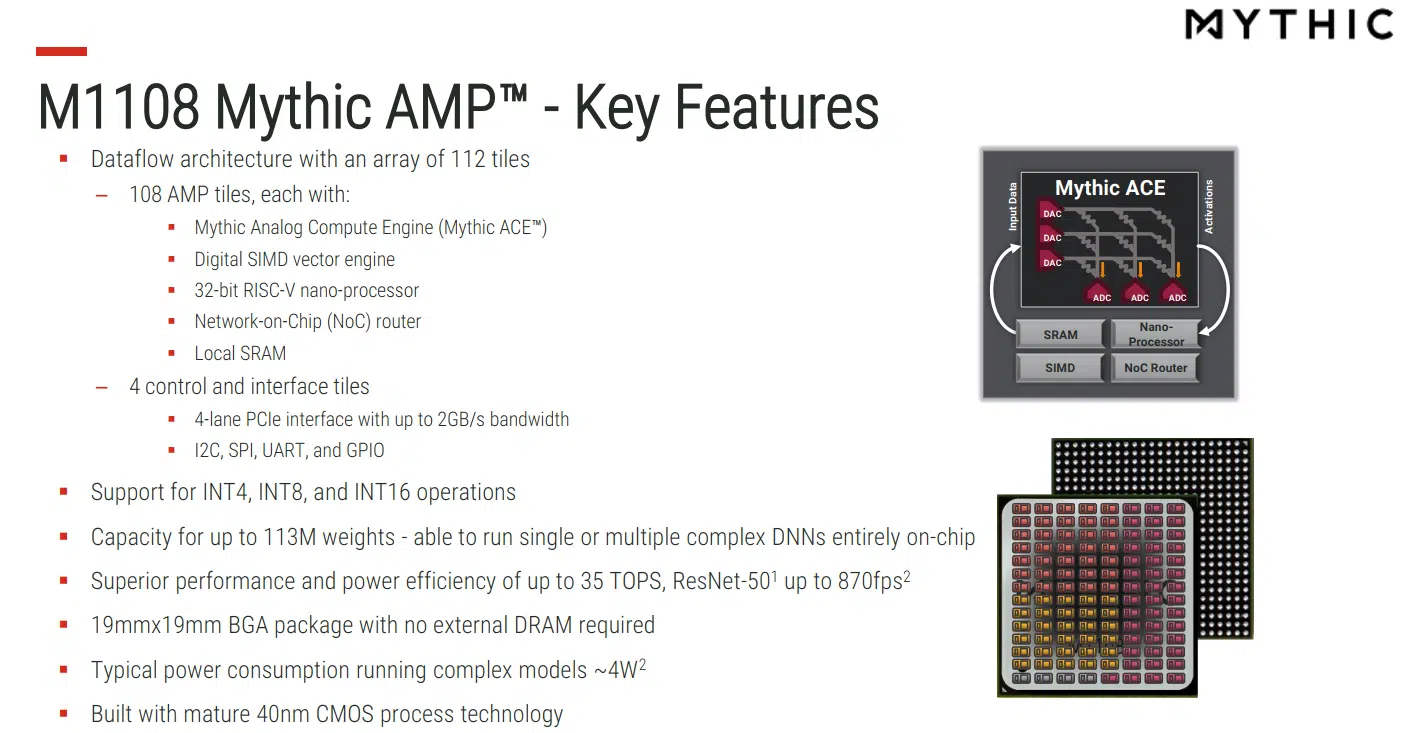 MYTHIC
M1108 Mythic AMP™ - Key Features
▪ Dataflow architecture with an array of 112 tiles
– 108 AMP tiles, each with:
▪ Mythic Analog Compute Engine (Mythic ACE™)
▪ Digital SIMD vector engine
▪ 32-bit RISC-V nano-processor
▪ Network-on-Chip (NoC) router
▪ Local SRAM
– 4 control and interface tiles
▪ 4-lane PCIe interface with up to 2GB/s bandwidth
▪ I2C, SPI, UART, and GPIO
▪ Support for INT4, INT8, and INT16 operations
▪ Capacity for up to 113M weights - able to run single or multiple complex DNNs entirely on-chip
▪ Superior performance and power efficiency of up to 35 TOPS, ResNet-50¹ up to 870fps²
▪ 19mmx19mm BGA package with no external DRAM required
▪ Typical power consumption running complex models ~4W²
▪ Built with mature 40nm CMOS process technology
Mythic ACE
Input Data
Activations
DAC
DAC
DAC
ADC ADC ADC
SRAM
Nano-
Processor
SIMD
NoC Router